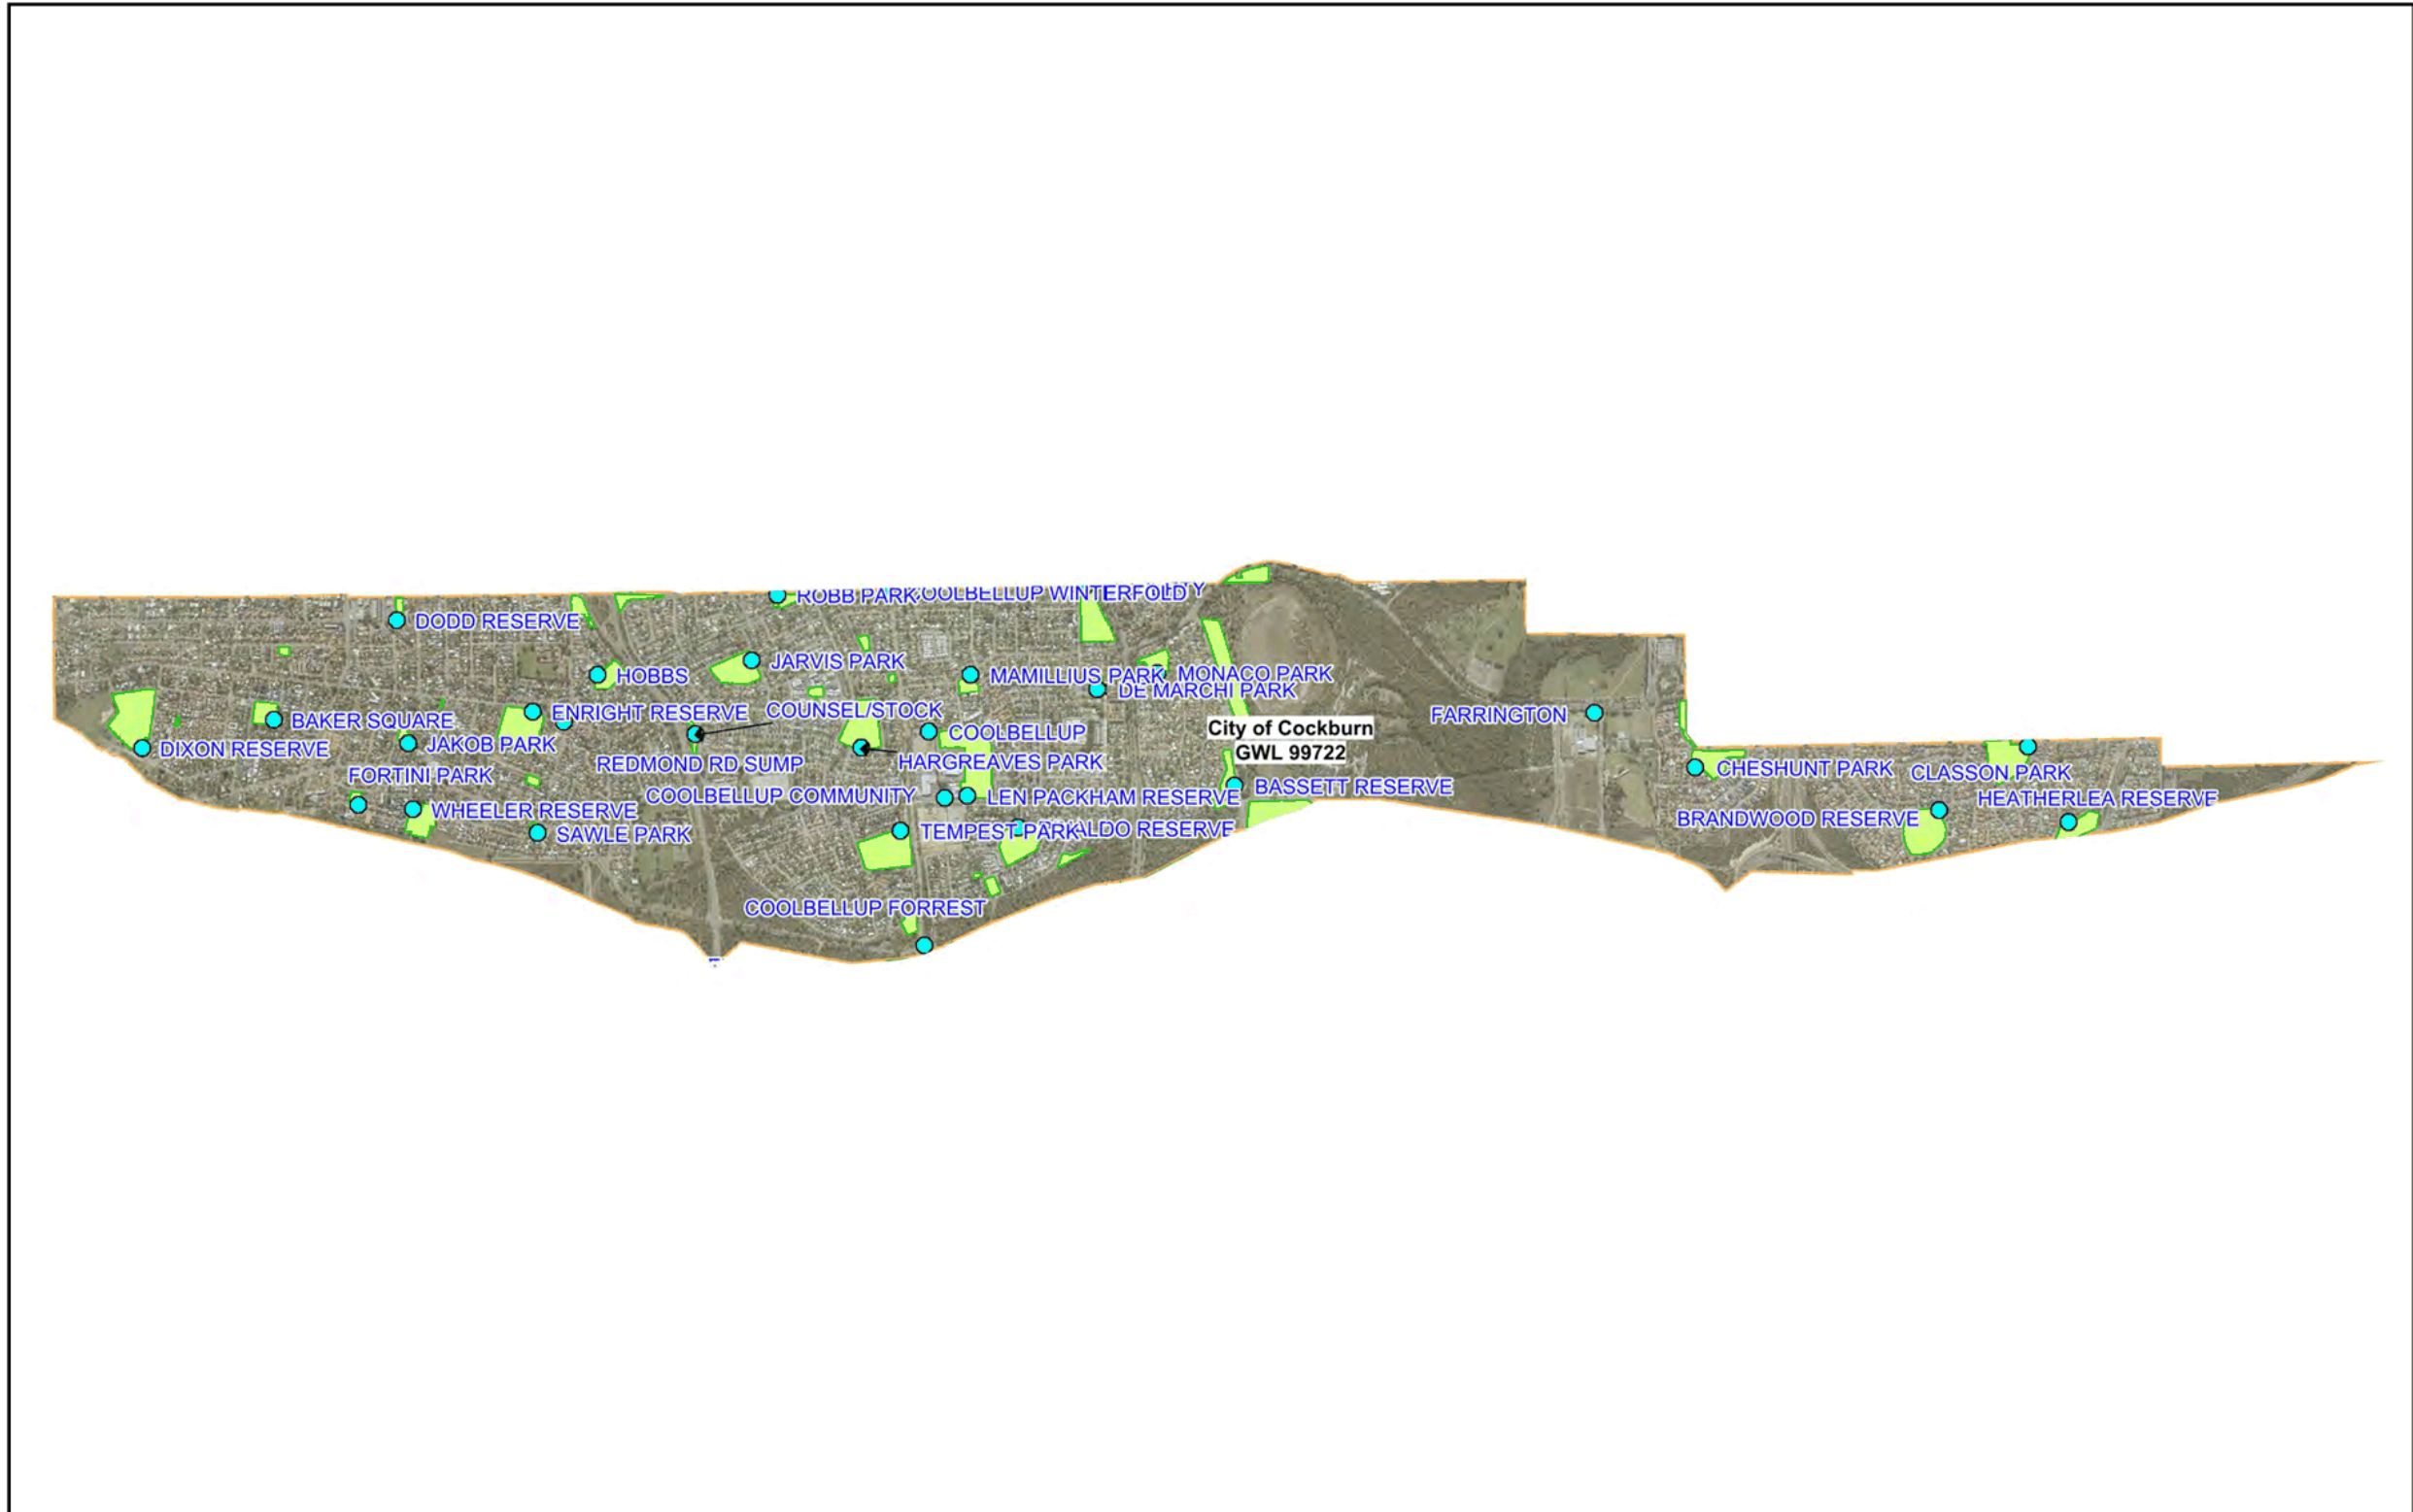 ROBB PARK
COOLBELLUP WINTERFOLD
DODD RESERVE
JARVIS PARK
HOBBS
MAMILLIUS PARK
MONACO PARK
DE MARCHI PARK
ENRIGHT RESERVE
COUNSEL/STOCK
FARRINGTON
BAKER SQUARE
City of Cockburn
GWL 99722
COOLBELLUP
JAKOB PARK
DIXON RESERVE
REDMOND RD SUMP
HARGREAVES PARK
CHESHUNT PARK
CLASSON PARK
FORTINI PARK
COOLBELLUP COMMUNITY
LEN PACKHAM RESERVE
BASSETT RESERVE
HEATHERLEA RESERVE
WHEELER RESERVE
BRANDWOOD RESERVE
SAWLE PARK
TEMPEST PARK
RESERVE
COOLBELLUP FORREST